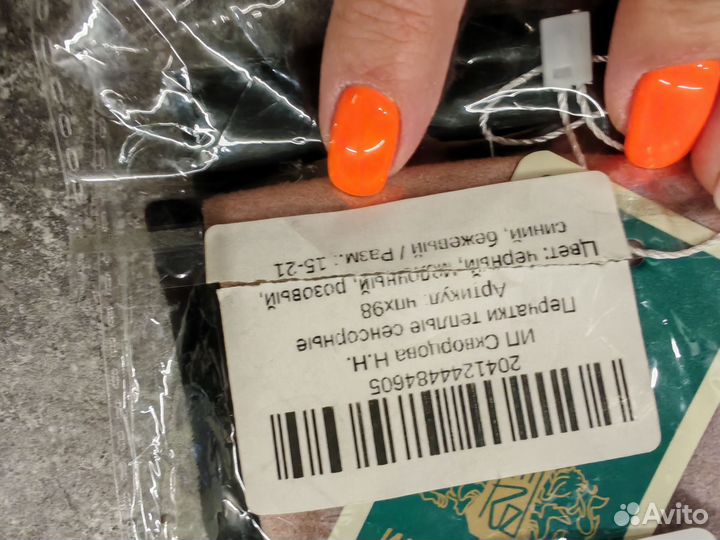 2041244484605
ИП Скворцова Н.Н.
Перчатки теплые сенсорные
Артикул: чпх98
Цвет: черный, молочный, розовый,
синий, бежевый / Разм.: 15-21
Avito